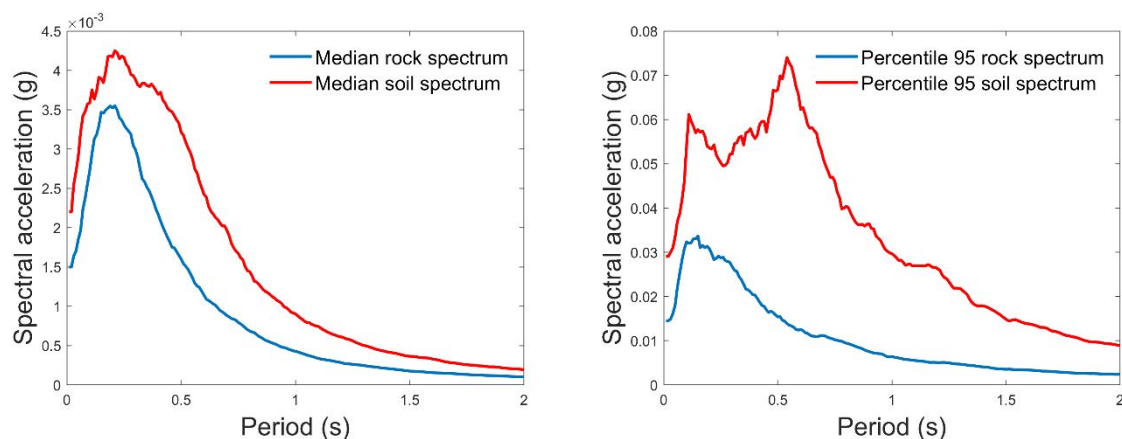 ×10⁻³
4.5
4
3.5
3
2.5
2
1.5
1
0.5
0
Spectral acceleration (g)
Median rock spectrum
Median soil spectrum
0 0.5 1 1.5 2
Period (s)
0.08
0.07
0.06
0.05
0.04
0.03
0.02
0.01
0.00
Spectral acceleration (g)
Percentile 95 rock spectrum
Percentile 95 soil spectrum
0 0.5 1 1.5 2
Period (s)